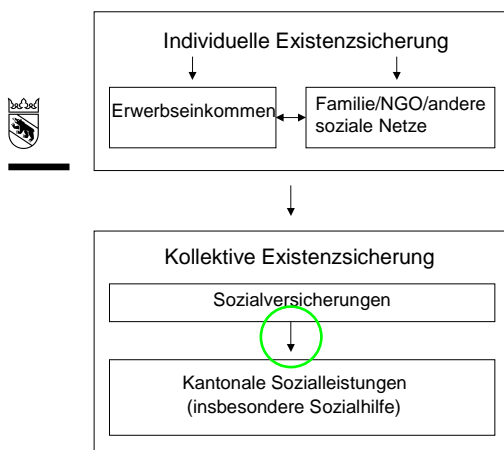 Individuelle Existenzsicherung
Erwerbseinkommen
Familie/NGO/andere
soziale Netze
Kollektive Existenzsicherung
Sozialversicherungen
Kantonale Sozialleistungen
(insbesondere Sozialhilfe)